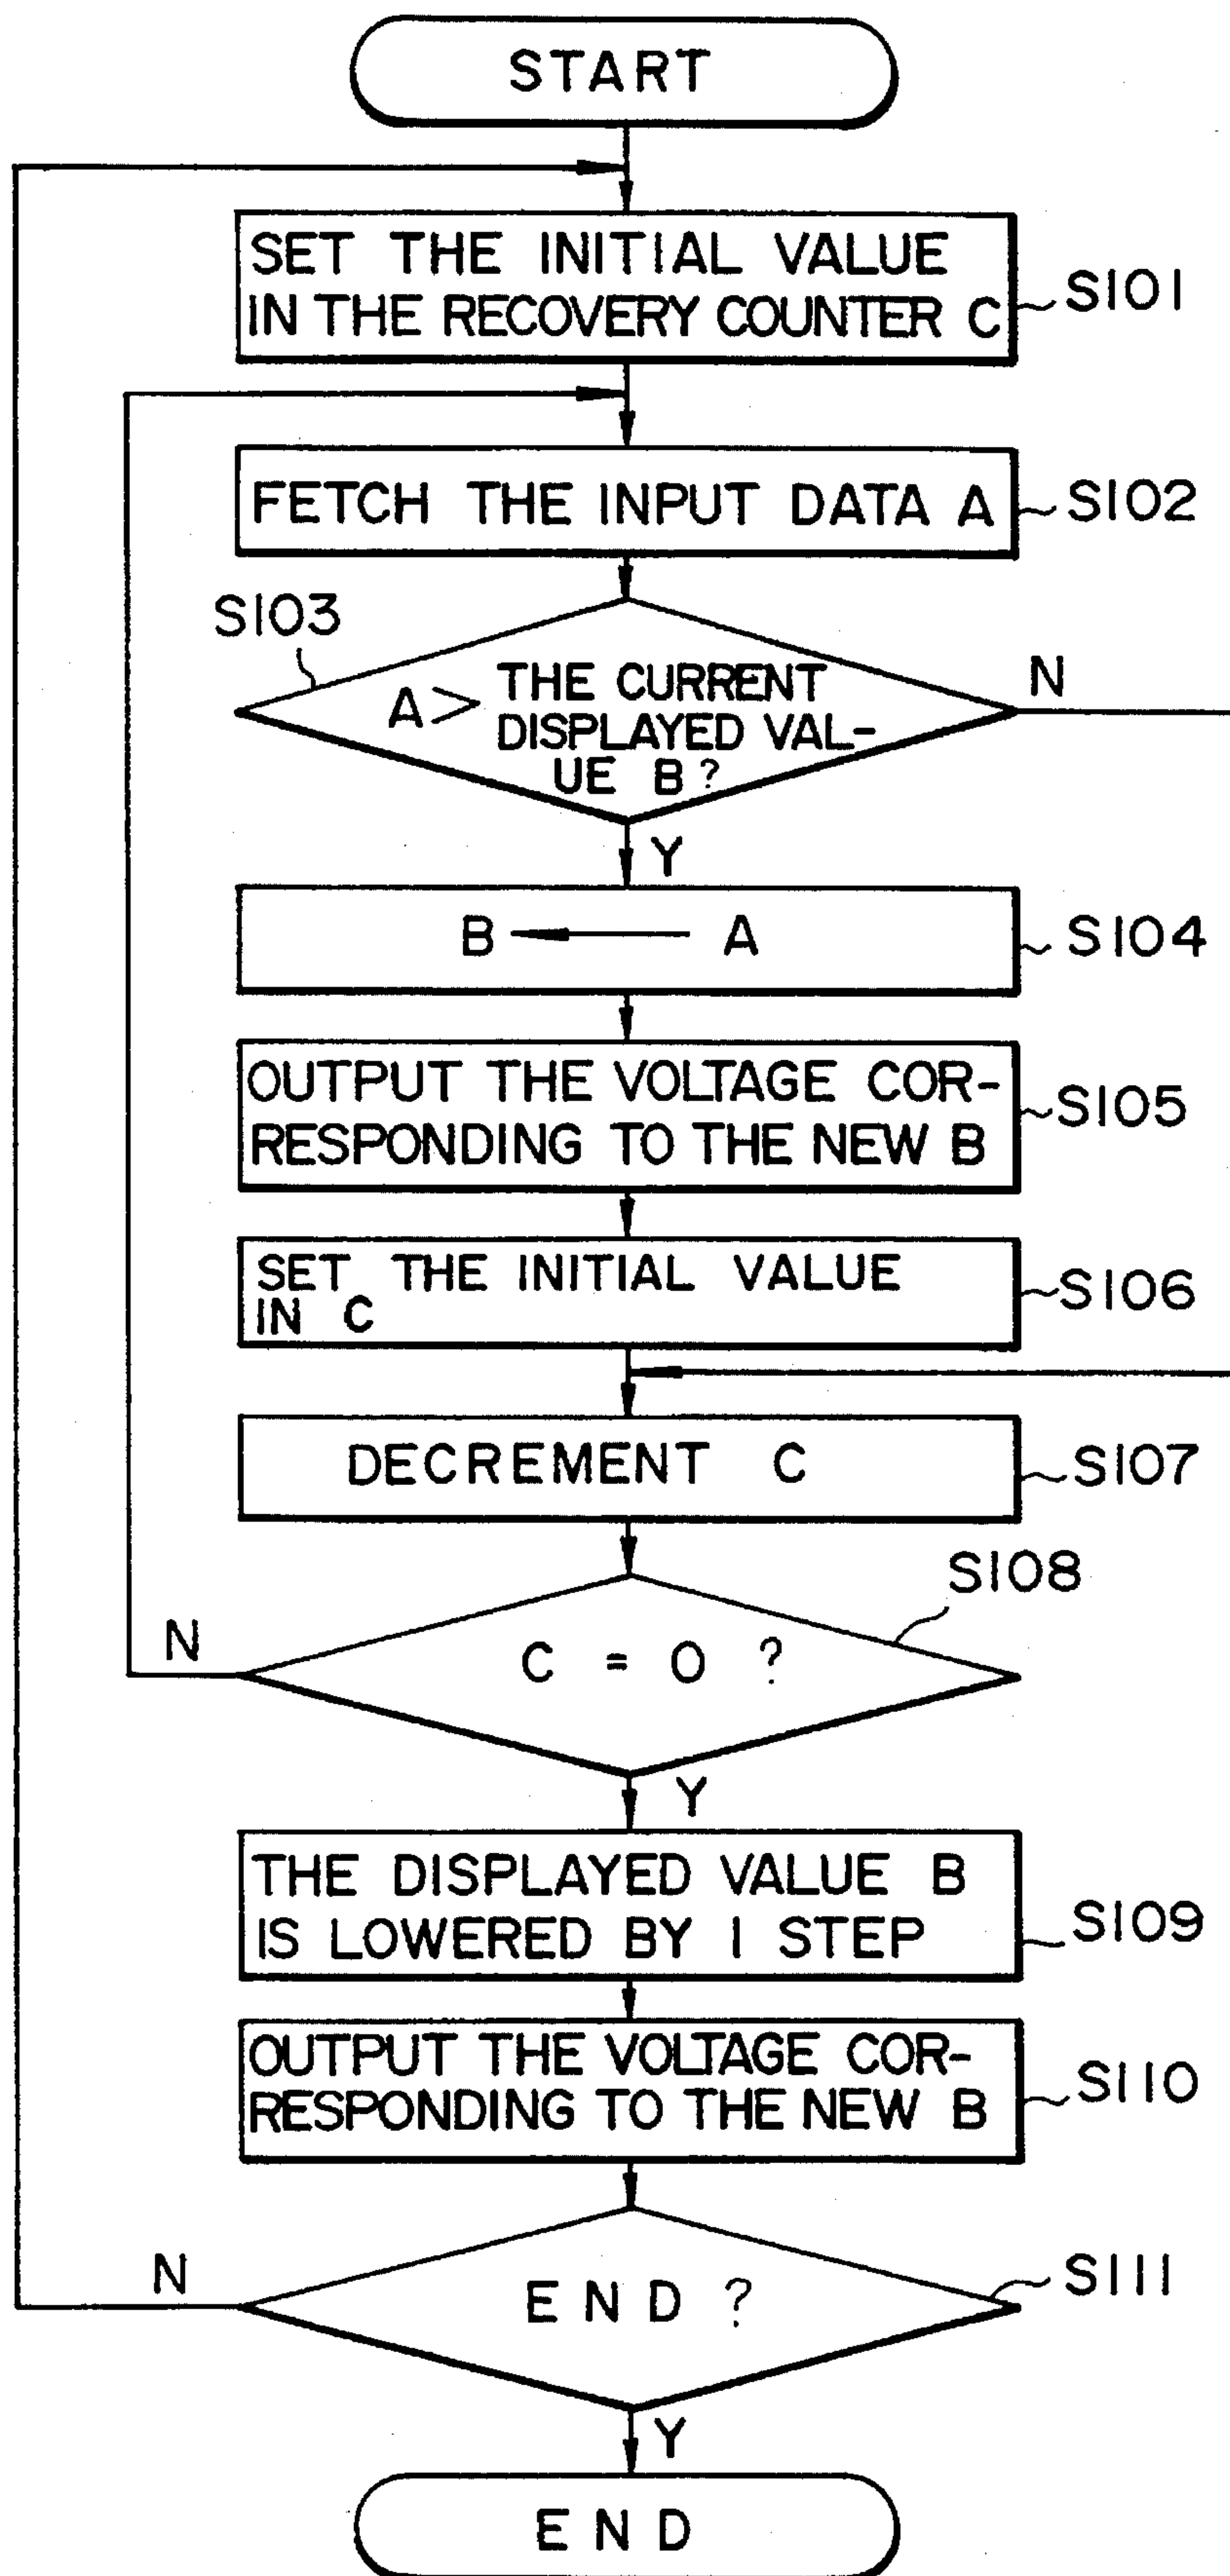 START
SET THE INITIAL VALUE
IN THE RECOVERY COUNTER C
S101
FETCH THE INPUT DATA A
S102
S103
A > THE CURRENT
DISPLAYED VAL-
UE B?
N
Y
B ← A
S104
OUTPUT THE VOLTAGE COR-
RESPONDING TO THE NEW B
S105
SET THE INITIAL VALUE
IN C
S106
DECREMENT C
S107
S108
C = 0 ?
N
Y
THE DISPLAYED VALUE B
IS LOWERED BY 1 STEP
S109
OUTPUT THE VOLTAGE COR-
RESPONDING TO THE NEW B
S110
END ?
S111
N
Y
END